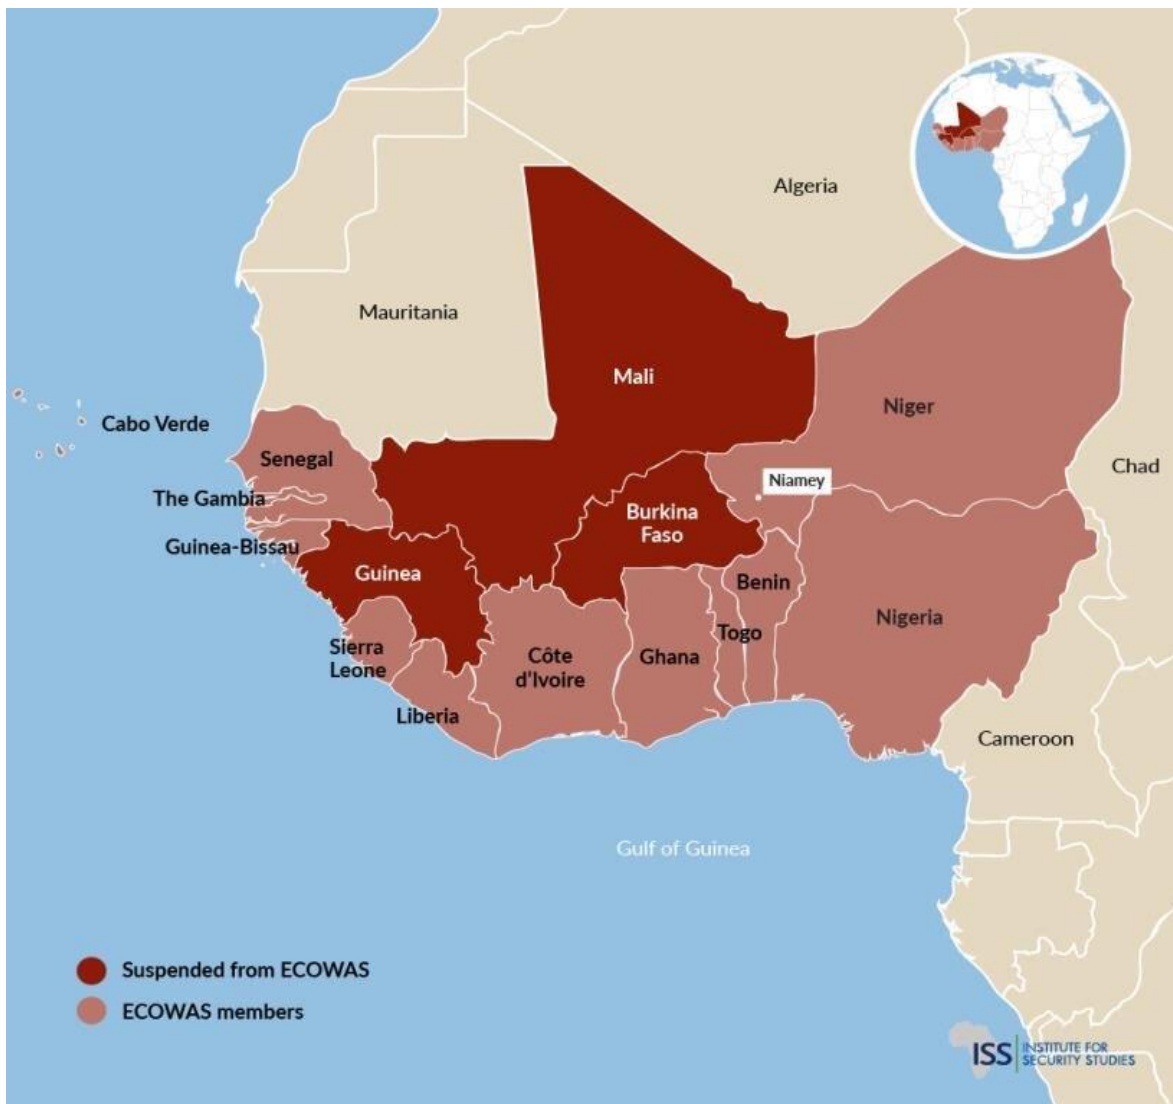 Algeria
Mauritania
Mali
Niger
Cabo Verde
Senegal
Chad
Niamey
The Gambia
Burkina
Faso
Guinea-Bissau
Guinea
Benin
Nigeria
Togo
Sierra
Leone
Côte
d'Ivoire
Ghana
Liberia
Cameroon
Gulf of Guinea
Suspended from ECOWAS
ECOWAS members
ISS
INSTITUTE FOR
SECURITY STUDIES